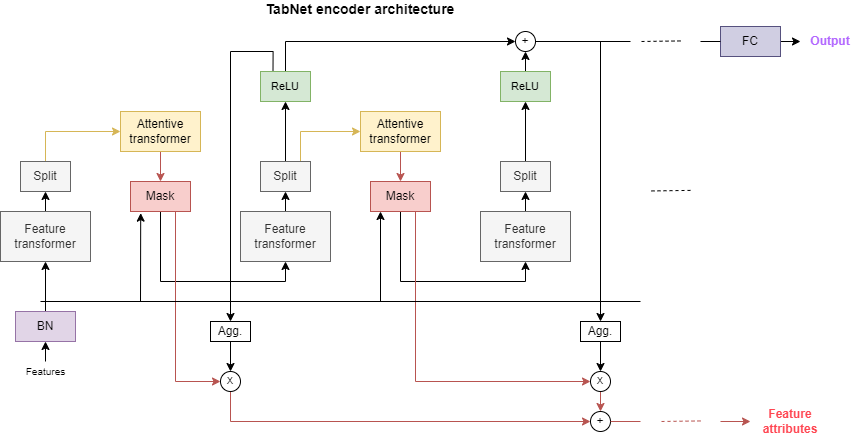 TabNet encoder architecture
+
FC
Output
ReLU
ReLU
Attentive
transformer
Attentive
transformer
Split
Split
Split
Mask
Mask
Feature
transformer
Feature
transformer
Feature
transformer
BN
Agg.
Agg.
Features
X
X
+
Feature
attributes